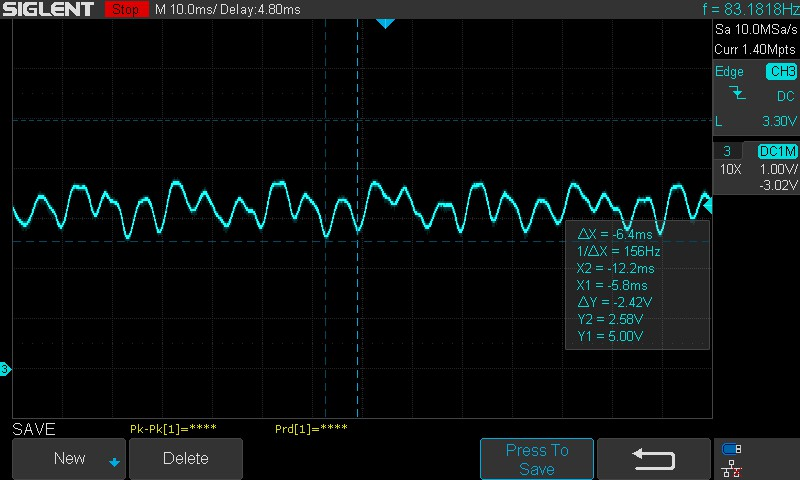 SIGLENT Stop M 10.0ms/ Delay:4.80ms f = 83.1818Hz
Sa 10.0MSa/s
Curr 1.40Mpts
Edge CH3
DC
L 3.30V
3 DC1M
10X 1.00V/
-3.02V
ΔX = -6.4ms
1/ΔX = 156Hz
X2 = -12.2ms
X1 = -5.8ms
ΔY = -2.42V
Y2 = 2.58V
Y1 = 5.00V
3
SAVE Pk-Pk[1]=**** Prd[1]=****
New Delete Press To
Save